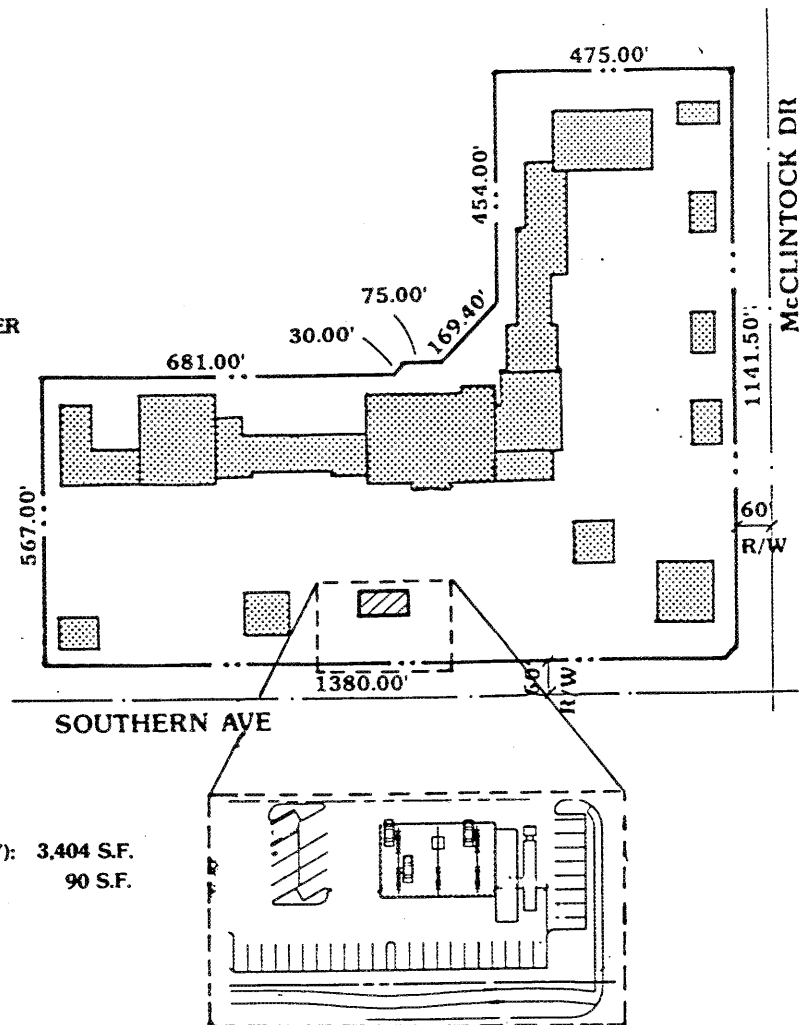 475.00'
McCLINTOCK DR
454.00'
75.00'
169.40'
30.00'
ER
681.00'
1141.50'
567.00'
60'
R/W
1380.00'
60'
R/W
SOUTHERN AVE
): 3,404 S.F.
90 S.F.